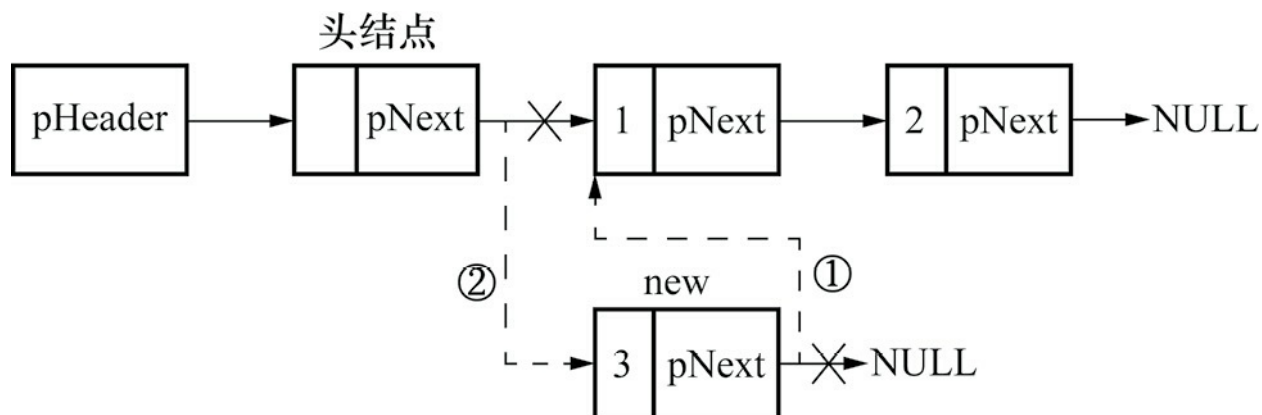 头结点
pHeader
pNext
1 pNext
2 pNext
NULL
②
new
①
3 pNext
NULL